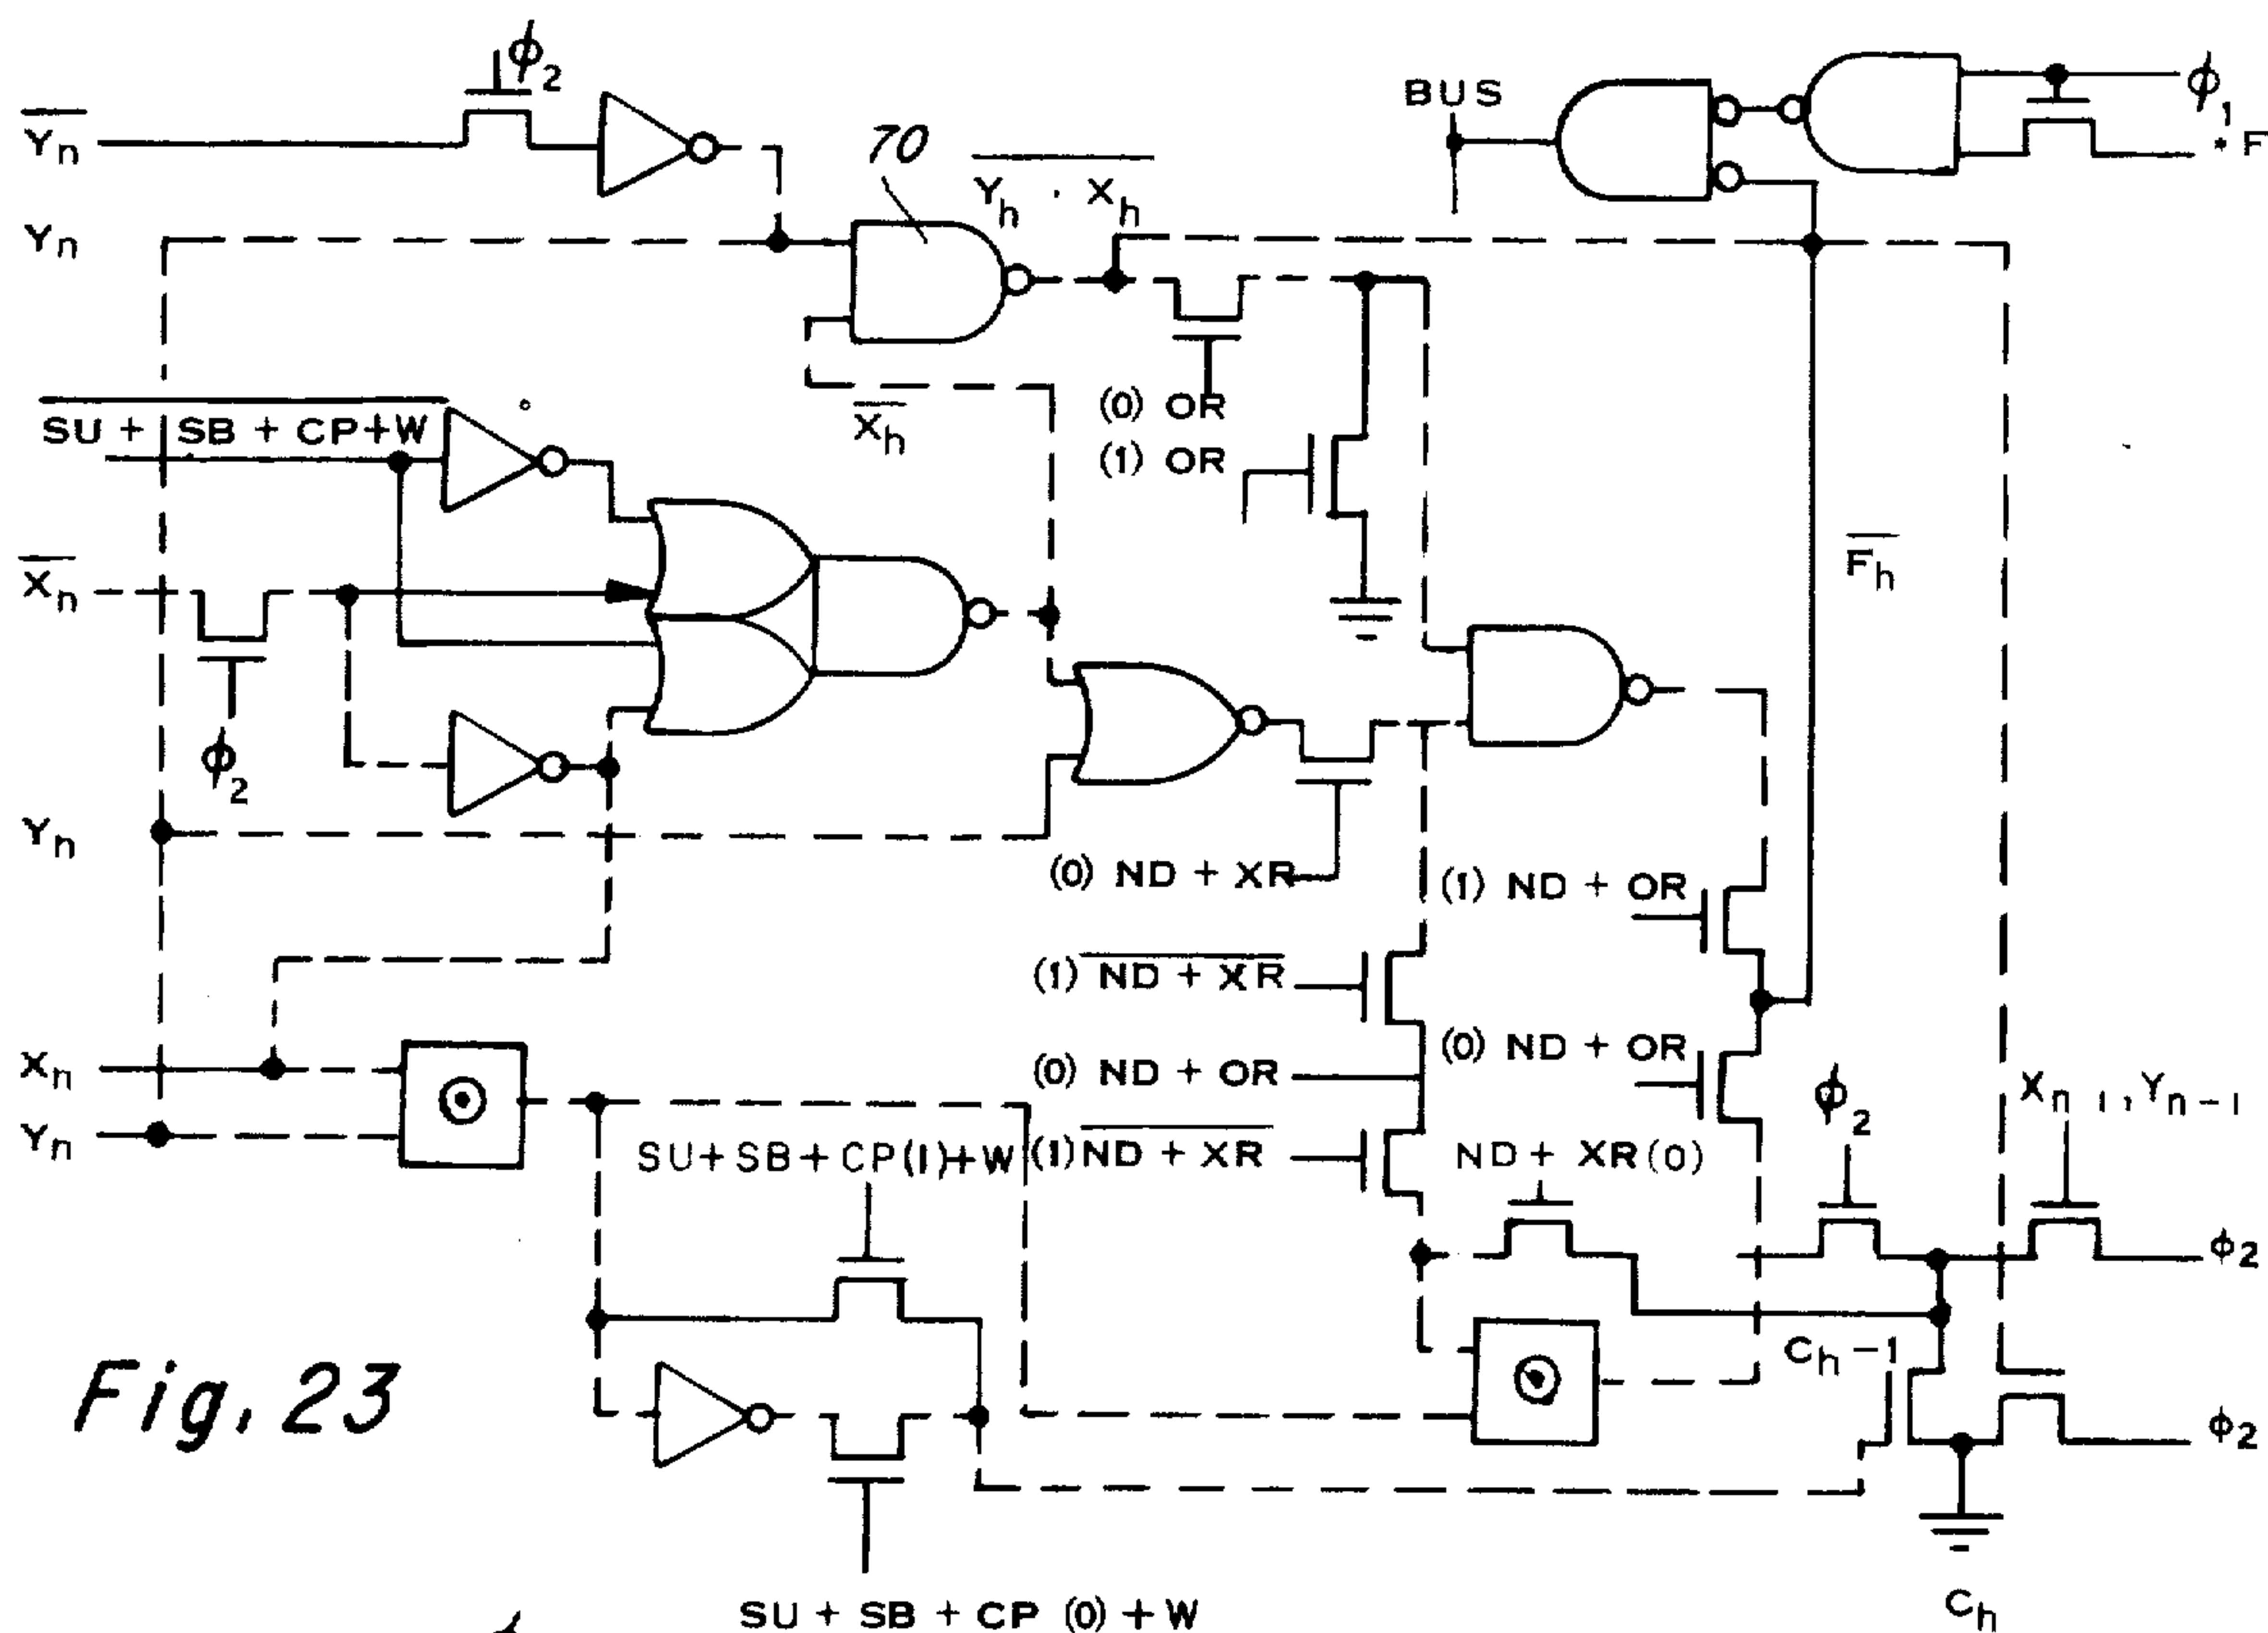 ϕ2
Yn
70
Yh · Xh
BUS
ϕ1
· F
Yn
Xh
(0) OR
(1) OR
SU + SB + CP+W
Xn
Fh
ϕ2
Yh
(0) ND + XR
(1) ND + OR
(1) ND + XR
(0) ND + OR
Xn
(0) ND + OR
Yn
SU+ SB + CP(1)+W
(1) ND + XR
ND + XR(0)
ϕ2
Xn-1, Yn-1
ϕ2
Ch-1
ϕ2
Fig. 23
SU + SB + CP (0) + W
Ch